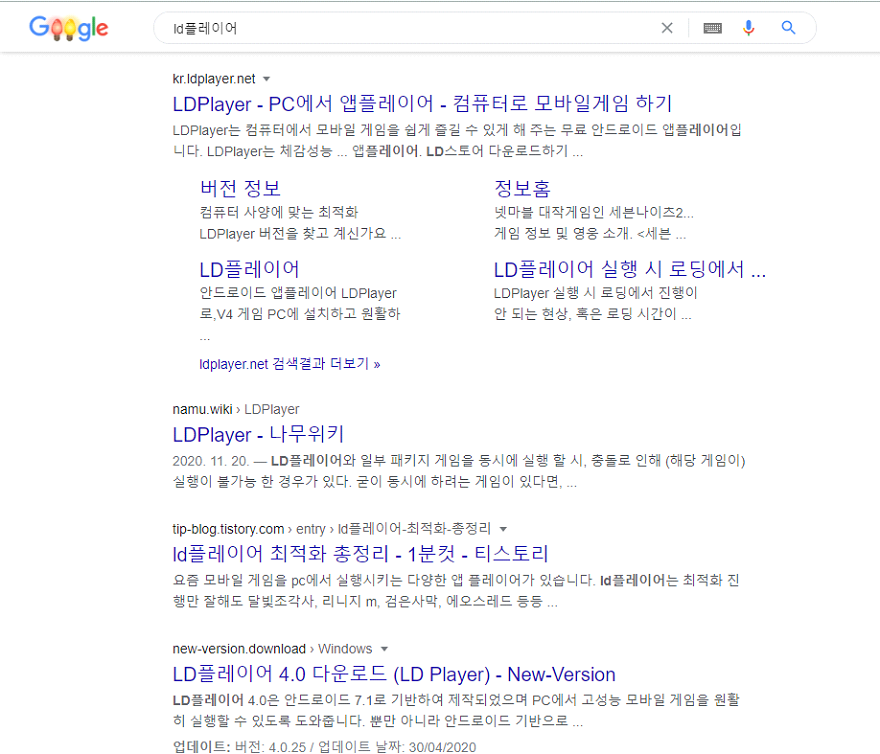 Google
ld플레이어
kr.ldplayer.net
LDPlayer - PC에서 앱플레이어 - 컴퓨터로 모바일게임 하기
LDPlayer는 컴퓨터에서 모바일 게임을 쉽게 즐길 수 있게 해 주는 무료 안드로이드 앱플레이어입
니다. LDPlayer는 체감성능 ... 앱플레이어. LD스토어 다운로드하기 ...
버전 정보
컴퓨터 사양에 맞는 최적화
LDPlayer 버전을 찾고 계신가요 ...
정보홈
넷마블 대작게임인 세븐나이츠2...
게임 정보 및 영웅 소개. <세븐 ...
LD플레이어
안드로이드 앱플레이어 LDPlayer
로,V4 게임 PC에 설치하고 원활하
...
LD플레이어 실행 시 로딩에서 ...
LDPlayer 실행 시 로딩에서 진행이
안 되는 현상, 혹은 로딩 시간이 ...
ldplayer.net 검색결과 더보기 »
namu.wiki › LDPlayer
LDPlayer - 나무위키
2020. 11. 20. — LD플레이어와 일부 패키지 게임을 동시에 실행 할 시, 충돌로 인해 (해당 게임이)
실행이 불가능 한 경우가 있다. 굳이 동시에 하려는 게임이 있다면, ...
tip-blog.tistory.com › entry › ld플레이어-최적화-총정리
ld플레이어 최적화 총정리 - 1분컷 - 티스토리
요즘 모바일 게임을 pc에서 실행시키는 다양한 앱 플레이어가 있습니다. ld플레이어는 최적화 진
행만 잘해도 달빛조각사, 리니지 m, 검은사막, 에오스레드 등등 ...
new-version.download › Windows
LD플레이어 4.0 다운로드 (LD Player) - New-Version
LD플레이어 4.0은 안드로이드 7.1로 기반하여 제작되었으며 PC에서 고성능 모바일 게임을 원활
히 실행할 수 있도록 도와줍니다. 뿐만 아니라 안드로이드 기반으로 ...
업데이트: 버전: 4.0.25 / 업데이트 날짜: 30/04/2020